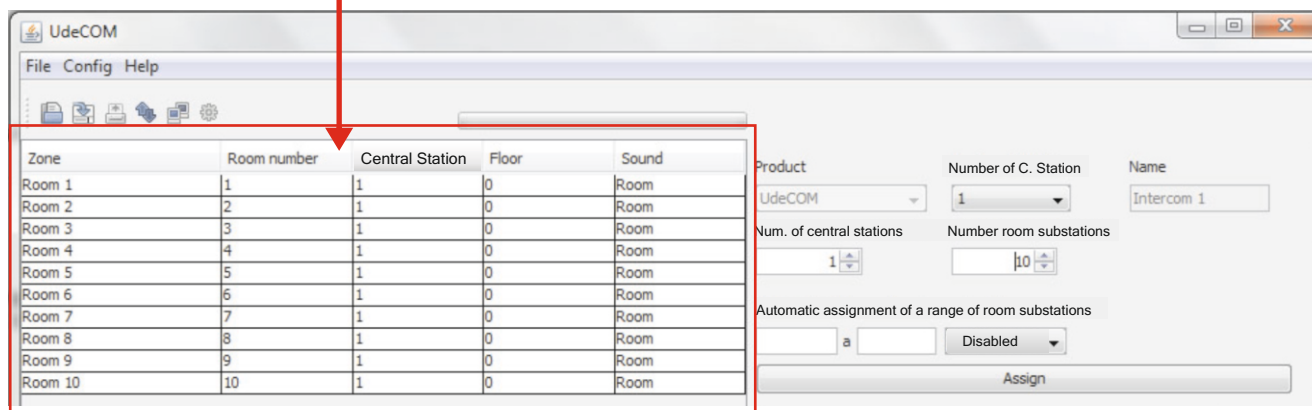 UdeCOM
File Config Help
Zone Room number Central Station Floor Sound
Room 1 1 1 0 Room
Room 2 2 1 0 Room
Room 3 3 1 0 Room
Room 4 4 1 0 Room
Room 5 5 1 0 Room
Room 6 6 1 0 Room
Room 7 7 1 0 Room
Room 8 8 1 0 Room
Room 9 9 1 0 Room
Room 10 10 1 0 Room
Product Number of C. Station Name
UdeCOM 1 Intercom 1
Num. of central stations Number room substations
1 10
Automatic assignment of a range of room substations
a Disabled
Assign